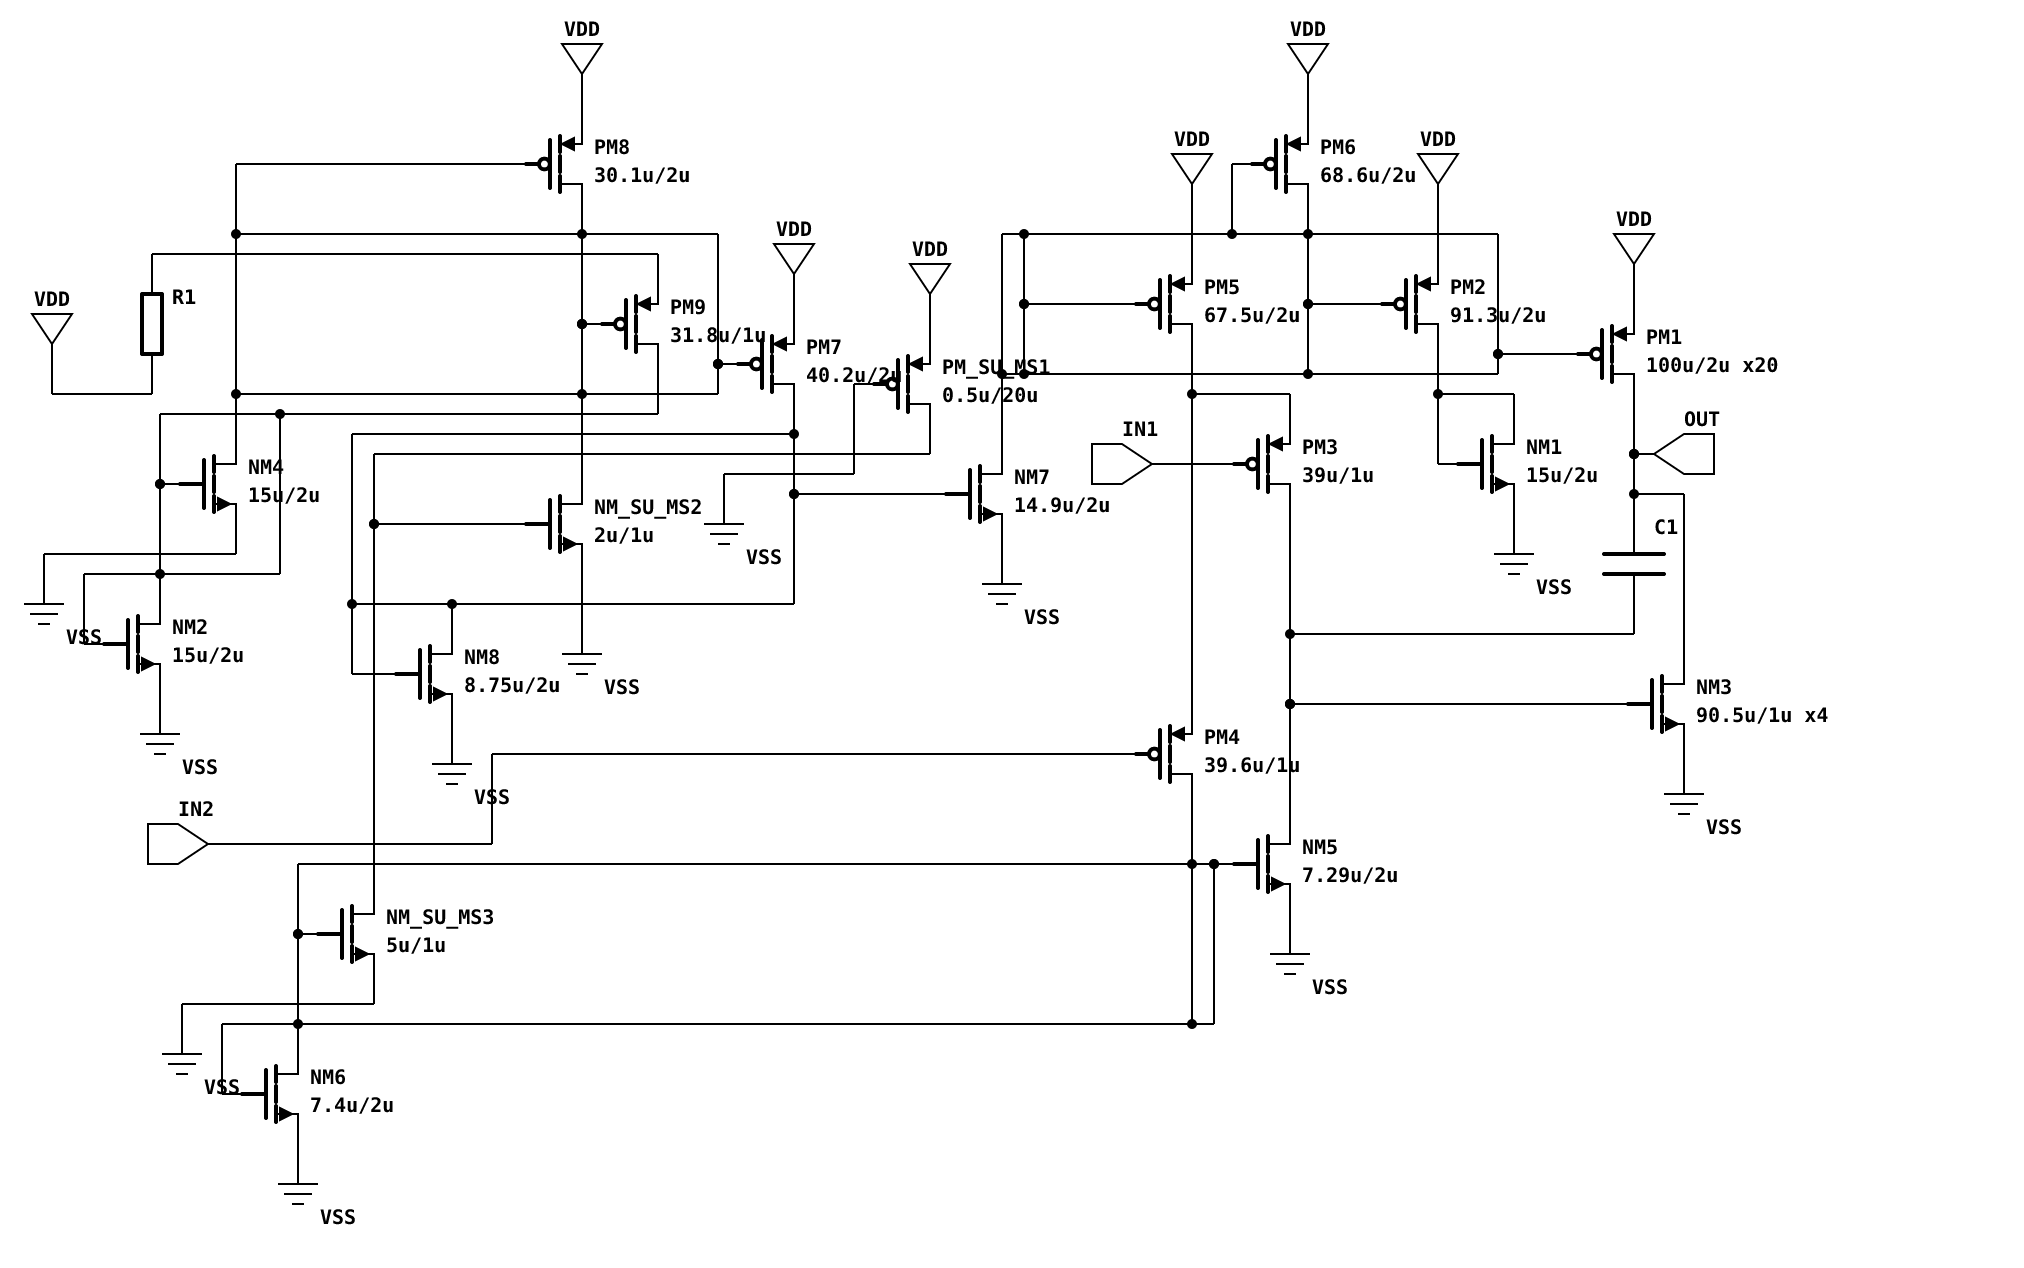 VDD
VDD
PM8
30.1u/2u
VDD
VDD
PM6
68.6u/2u
VDD
VDD
VDD
VDD
R1
PM9
31.8u/1u
PM7
40.2u/2u
PM_SU_MS1
0.5u/20u
PM5
67.5u/2u
PM2
91.3u/2u
PM1
100u/2u x20
OUT
IN1
PM3
39u/1u
NM1
15u/2u
NM4
15u/2u
NM7
14.9u/2u
NM_SU_MS2
2u/1u
C1
VSS
VSS
VSS
VSS
NM2
15u/2u
NM8
8.75u/2u
VSS
NM3
90.5u/1u x4
PM4
39.6u/1u
VSS
VSS
IN2
VSS
NM5
7.29u/2u
NM_SU_MS3
5u/1u
VSS
VSS
NM6
7.4u/2u
VSS